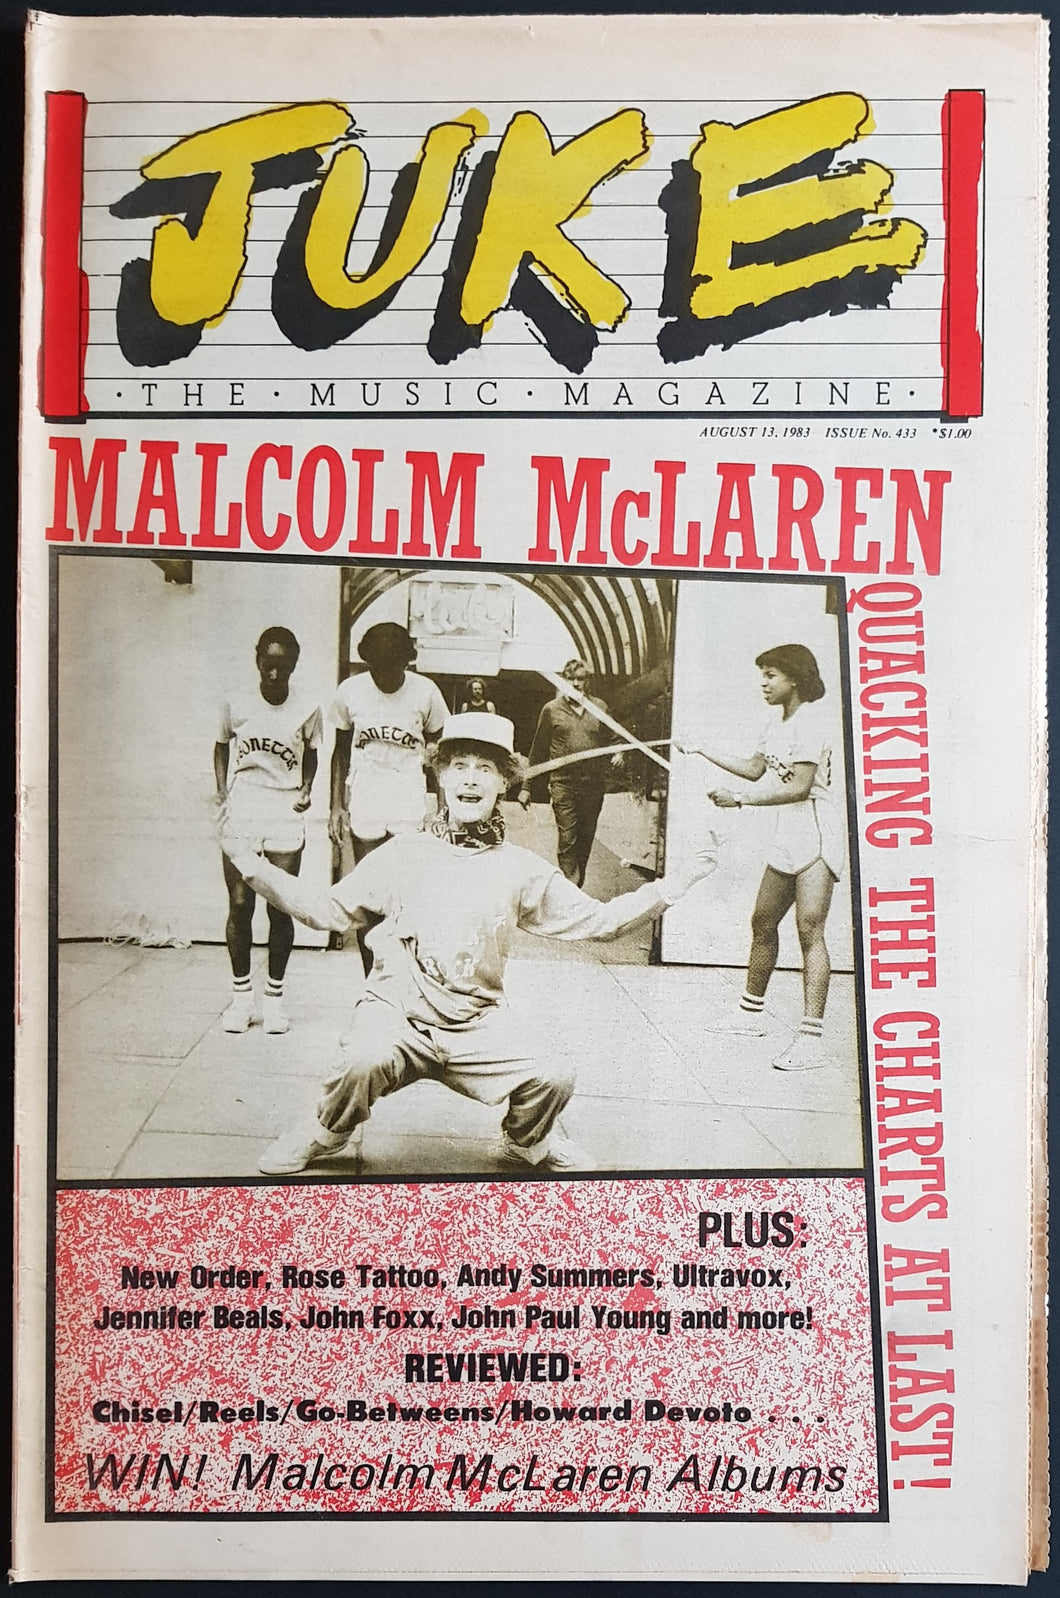 JUKE
·THE·MUSIC·MAGAZINE·
AUGUST 13, 1983 ISSUE No. 433 *$1.00
MALCOLM McLAREN
QUACKING THE CHARTS AT LAST!
PLUS:
New Order, Rose Tattoo, Andy Summers, Ultravox,
Jennifer Beals, John Foxx, John Paul Young and more!
REVIEWED:
Chisel/Reels/Go-Betweens/Howard Devoto . . .
WIN! Malcolm McLaren Albums